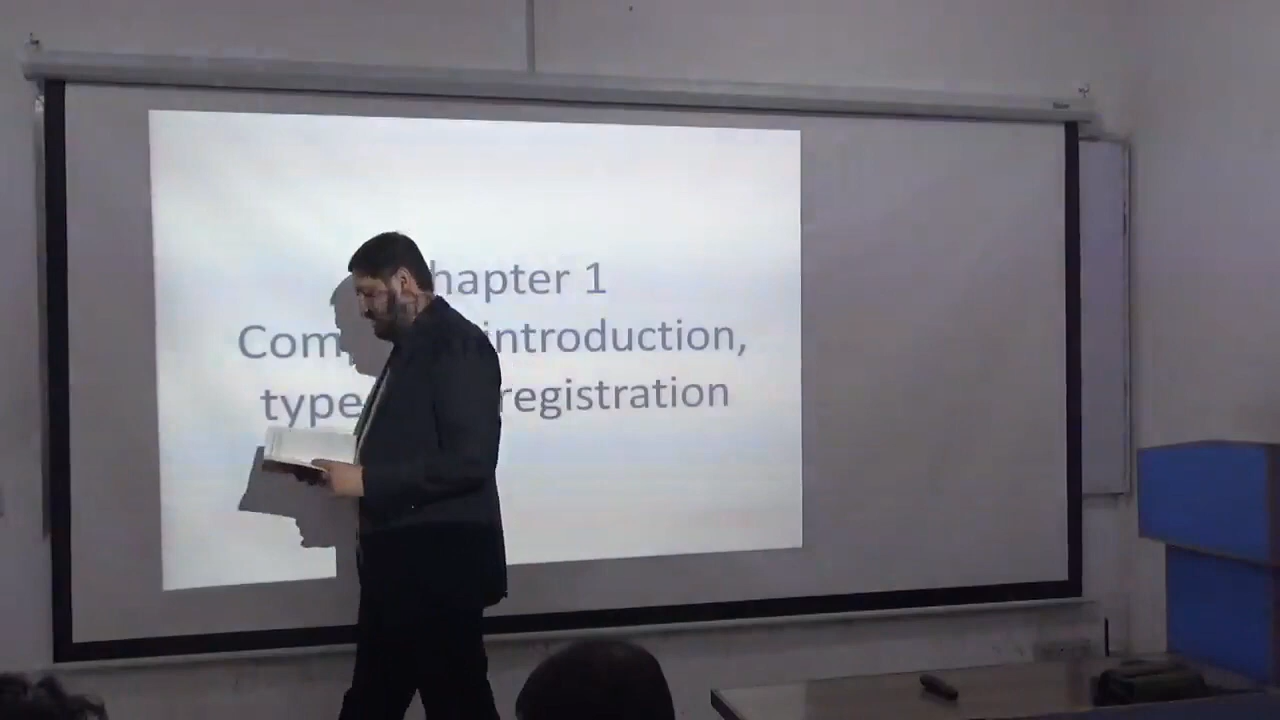 hapter 1
Com introduction,
type registration